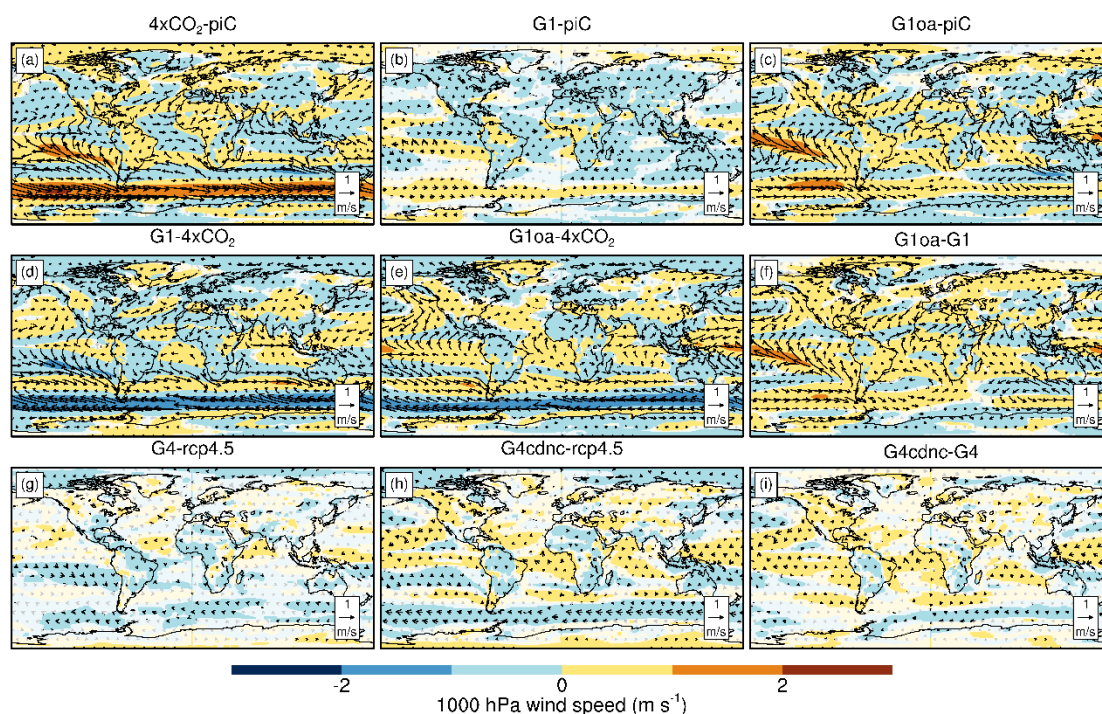 4xCO₂-piC G1-piC G1oa-piC
(a) (b) (c)
1 1 1
m/s m/s m/s
G1-4xCO₂ G1oa-4xCO₂ G1oa-G1
(d) (e) (f)
1 1 1
m/s m/s m/s
G4-rcp4.5 G4cdnc-rcp4.5 G4cdnc-G4
(g) (h) (i)
1 1 1
m/s m/s m/s
-2 0 2
1000 hPa wind speed (m s⁻¹)